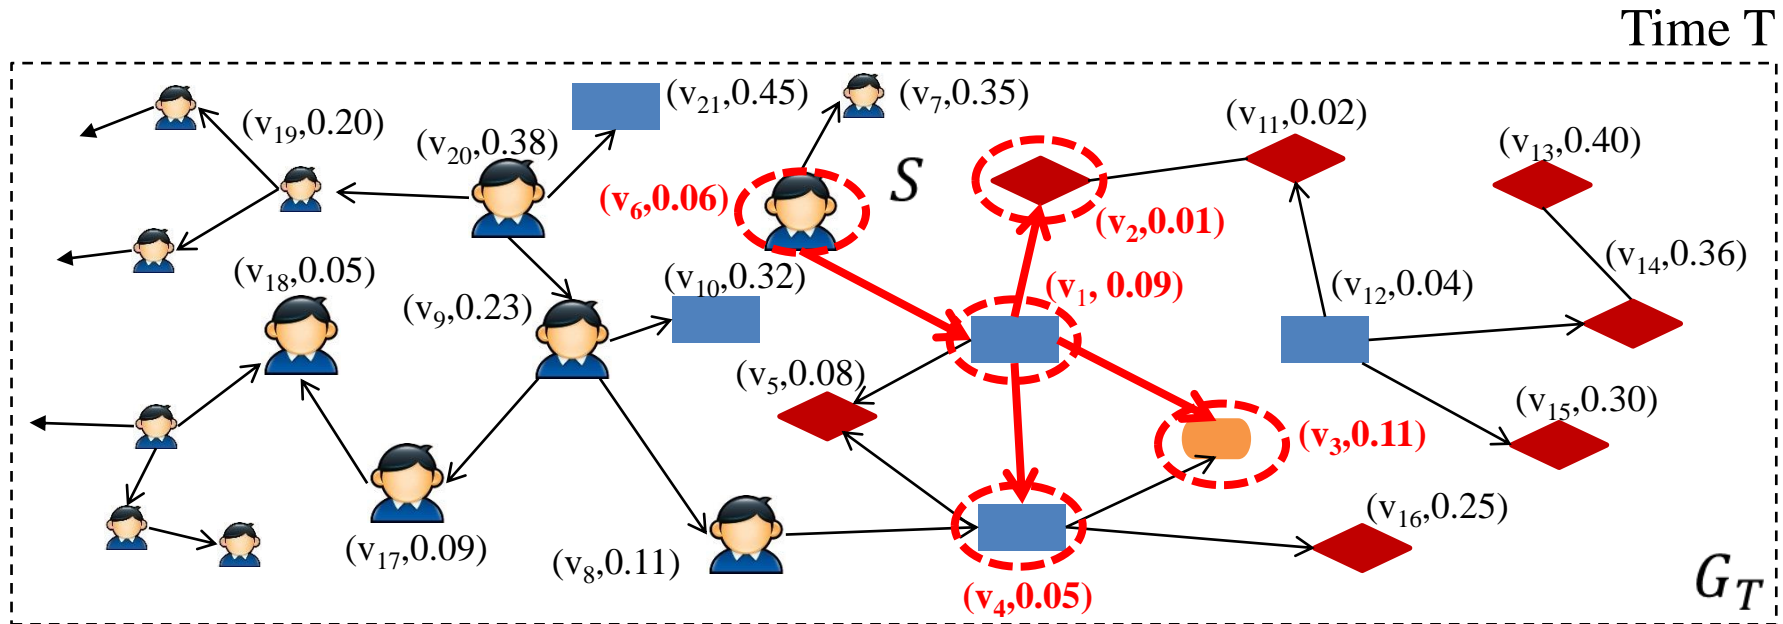 Time T
(v21,0.45)
(v7,0.35)
(v19,0.20)
(v20,0.38)
(v11,0.02)
(v13,0.40)
S
(v6,0.06)
(v2,0.01)
(v18,0.05)
(v10,0.32)
(v1, 0.09)
(v12,0.04)
(v14,0.36)
(v9,0.23)
(v5,0.08)
(v15,0.30)
(v3,0.11)
(v16,0.25)
(v17,0.09)
(v8,0.11)
(v4,0.05)
GT